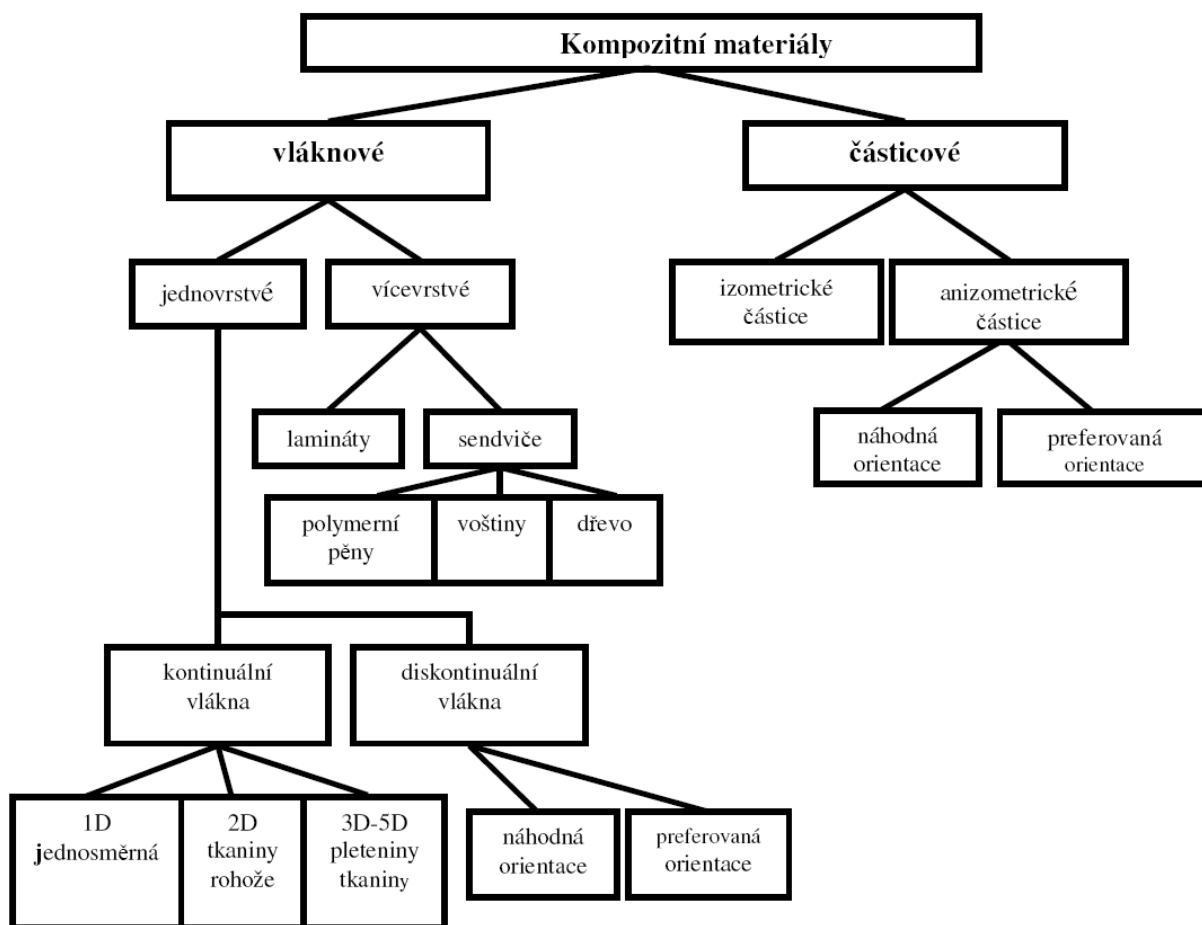 Kompozitní materiály
vláknové
částicové
jednovrstvé
vícevrstvé
izometrické
částice
anizometrické
částice
lamináty
sendviče
náhodná
orientace
preferovaná
orientace
polymerní
pěny
voštiny
dřevo
kontinuální
vlákna
diskontinuální
vlákna
1D
jednosměrná
2D
tkaniny
rohože
3D-5D
pleteniny
tkaniny
náhodná
orientace
preferovaná
orientace